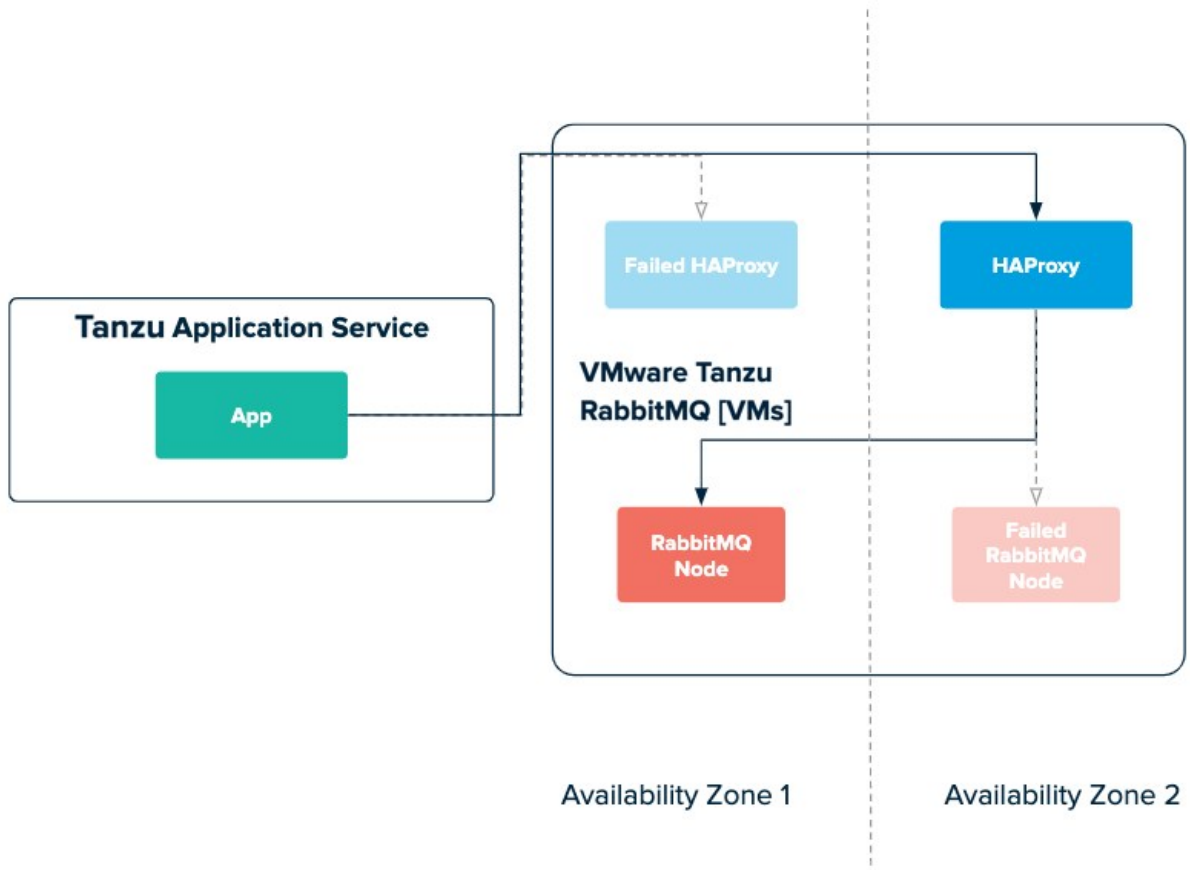 Failed HAProxy
HAProxy
Tanzu Application Service
App
VMware Tanzu
RabbitMQ [VMs]
RabbitMQ
Node
Failed
RabbitMQ
Node
Availability Zone 1
Availability Zone 2